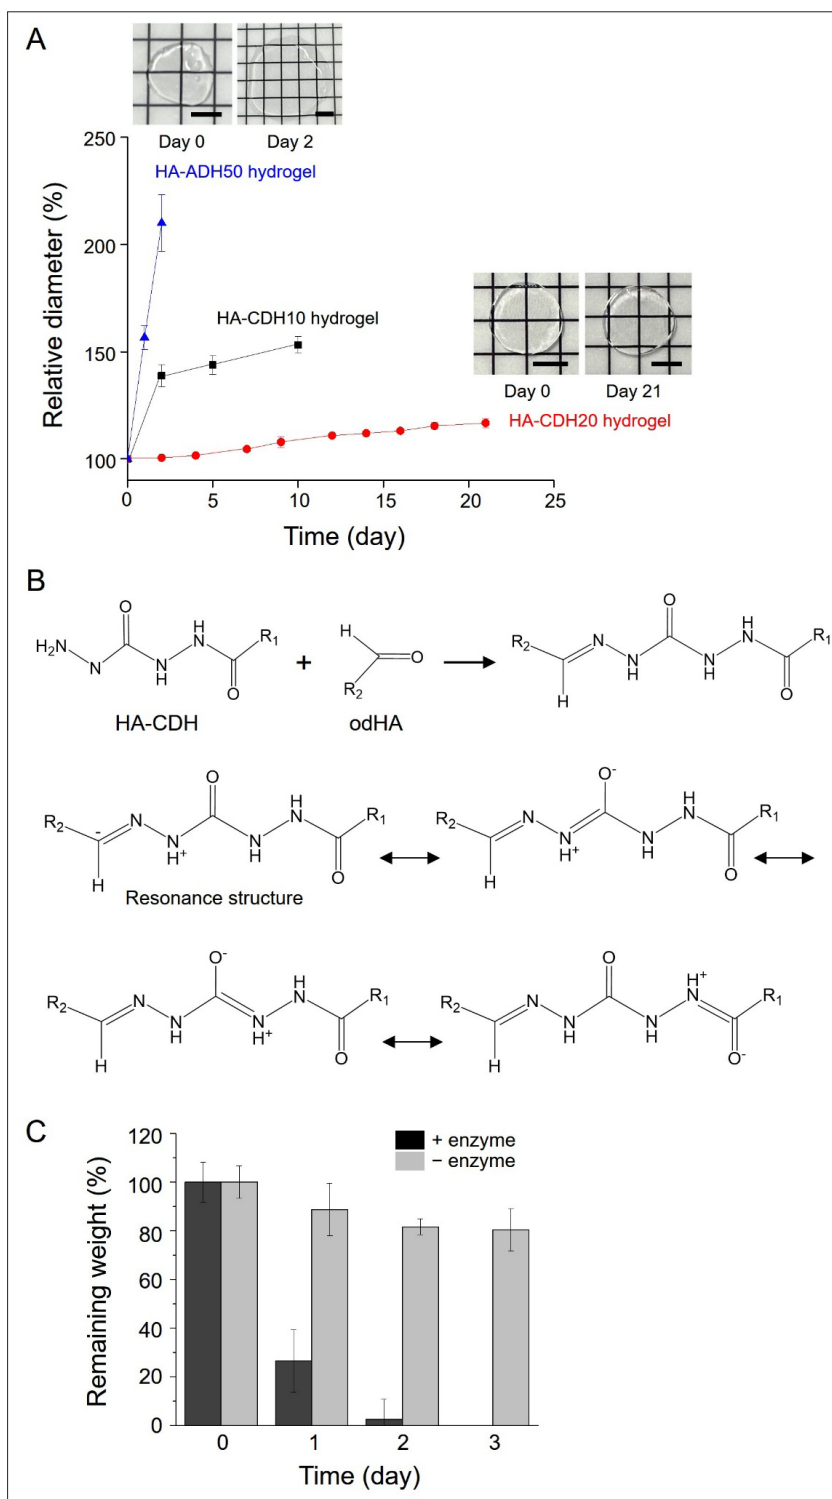 A
Day 0 Day 2
HA-ADH50 hydrogel
HA-CDH10 hydrogel
Day 0 Day 21
HA-CDH20 hydrogel
Relative diameter (%)
250
200
150
100
0 5 10 15 20 25
Time (day)
B
H2N N O N H H N O R1
HA-CDH
+
H O R2
odHA
R2 H N N H O N H H N O R1
R2 - H N N H+ O N H H N O R1
Resonance structure
R2 H N N H+ O- N H H N O R1
R2 H N N H O- N H+ H N O R1
R2 H N N H O N H H+ N O- R1
C
+ enzyme
− enzyme
Remaining weight (%)
120
100
80
60
40
20
0
0 1 2 3
Time (day)